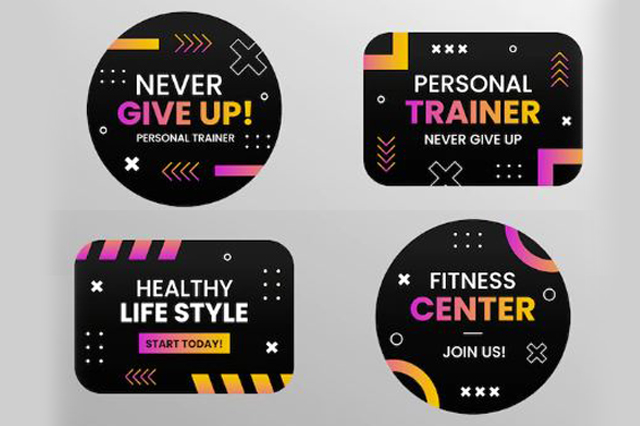 NEVER
GIVE UP!
PERSONAL TRAINER
PERSONAL
TRAINER
NEVER GIVE UP
HEALTHY
LIFE STYLE
START TODAY!
FITNESS
CENTER
JOIN US!